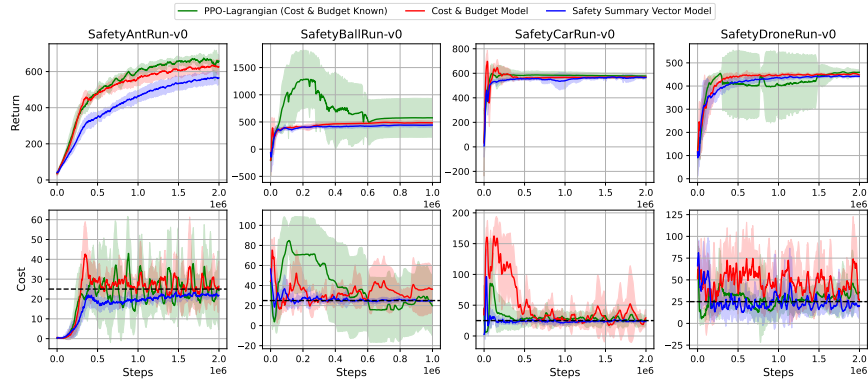 PPO-Lagrangian (Cost & Budget Known) Cost & Budget Model Safety Summary Vector Model
SafetyAntRun-v0 SafetyBallRun-v0 SafetyCarRun-v0 SafetyDroneRun-v0
Return
600
400
200
0
0.0 0.5 1.0 1.5 2.0
1e6
1500
1000
500
0
−500
0.0 0.2 0.4 0.6 0.8 1.0
1e6
800
600
400
200
0
−200
0.0 0.5 1.0 1.5 2.0
1e6
500
400
300
200
100
0
0.0 0.5 1.0 1.5 2.0
1e6
Cost
60
50
40
30
20
10
0
0.0 0.5 1.0 1.5 2.0
Steps 1e6
100
80
60
40
20
0
−20
0.0 0.2 0.4 0.6 0.8 1.0
Steps 1e6
200
150
100
50
0
0.0 0.5 1.0 1.5 2.0
Steps 1e6
125
100
75
50
25
0
−25
0.0 0.5 1.0 1.5 2.0
Steps 1e6